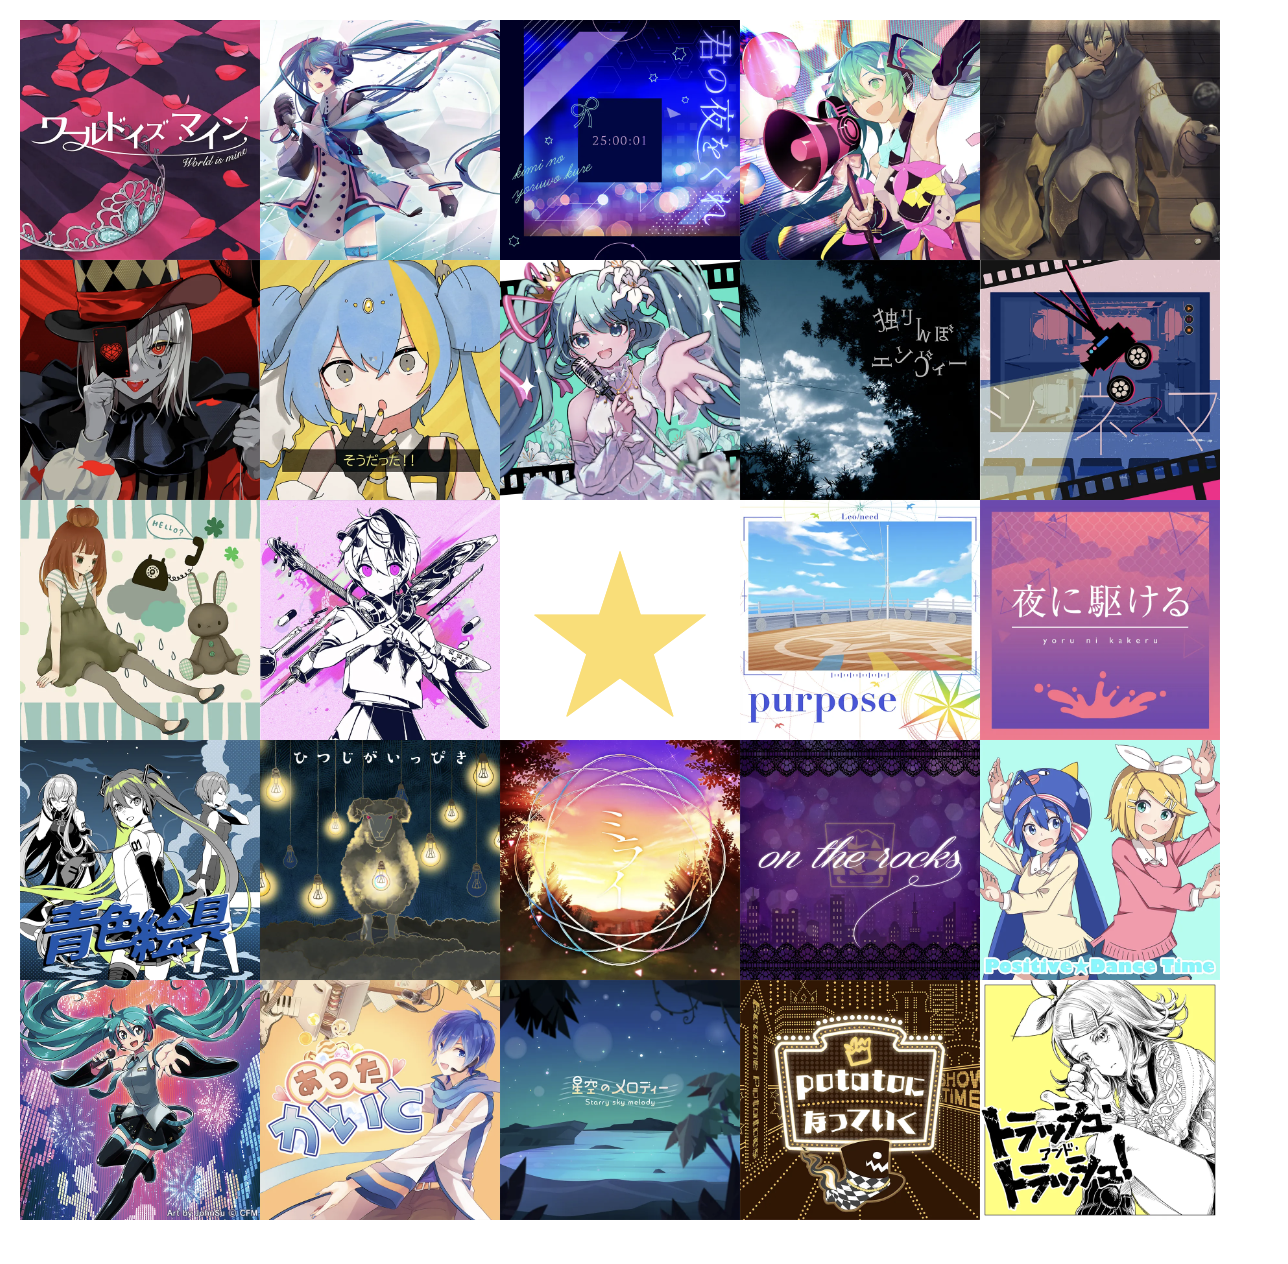 ワールドイズマイン
World is mine
君の夜をくれ
25:00:01
kimi no
yoruwo kure
そうだった!!
独りんぼ
エンヴィー
シネマ
HELLO?
Leo/need
purpose
夜に駆ける
yoru ni kakeru
01
青色絵具
ひつじがいっぴき
ミライ
on the rocks
Positive★Dance Time
Art by JohnSu © CFM
あった
かいと
星空のメロディー
Starry sky melody
potatoに
なっていく
SHOW
TIME
トラッシュ
アンド・
トラッシュ!